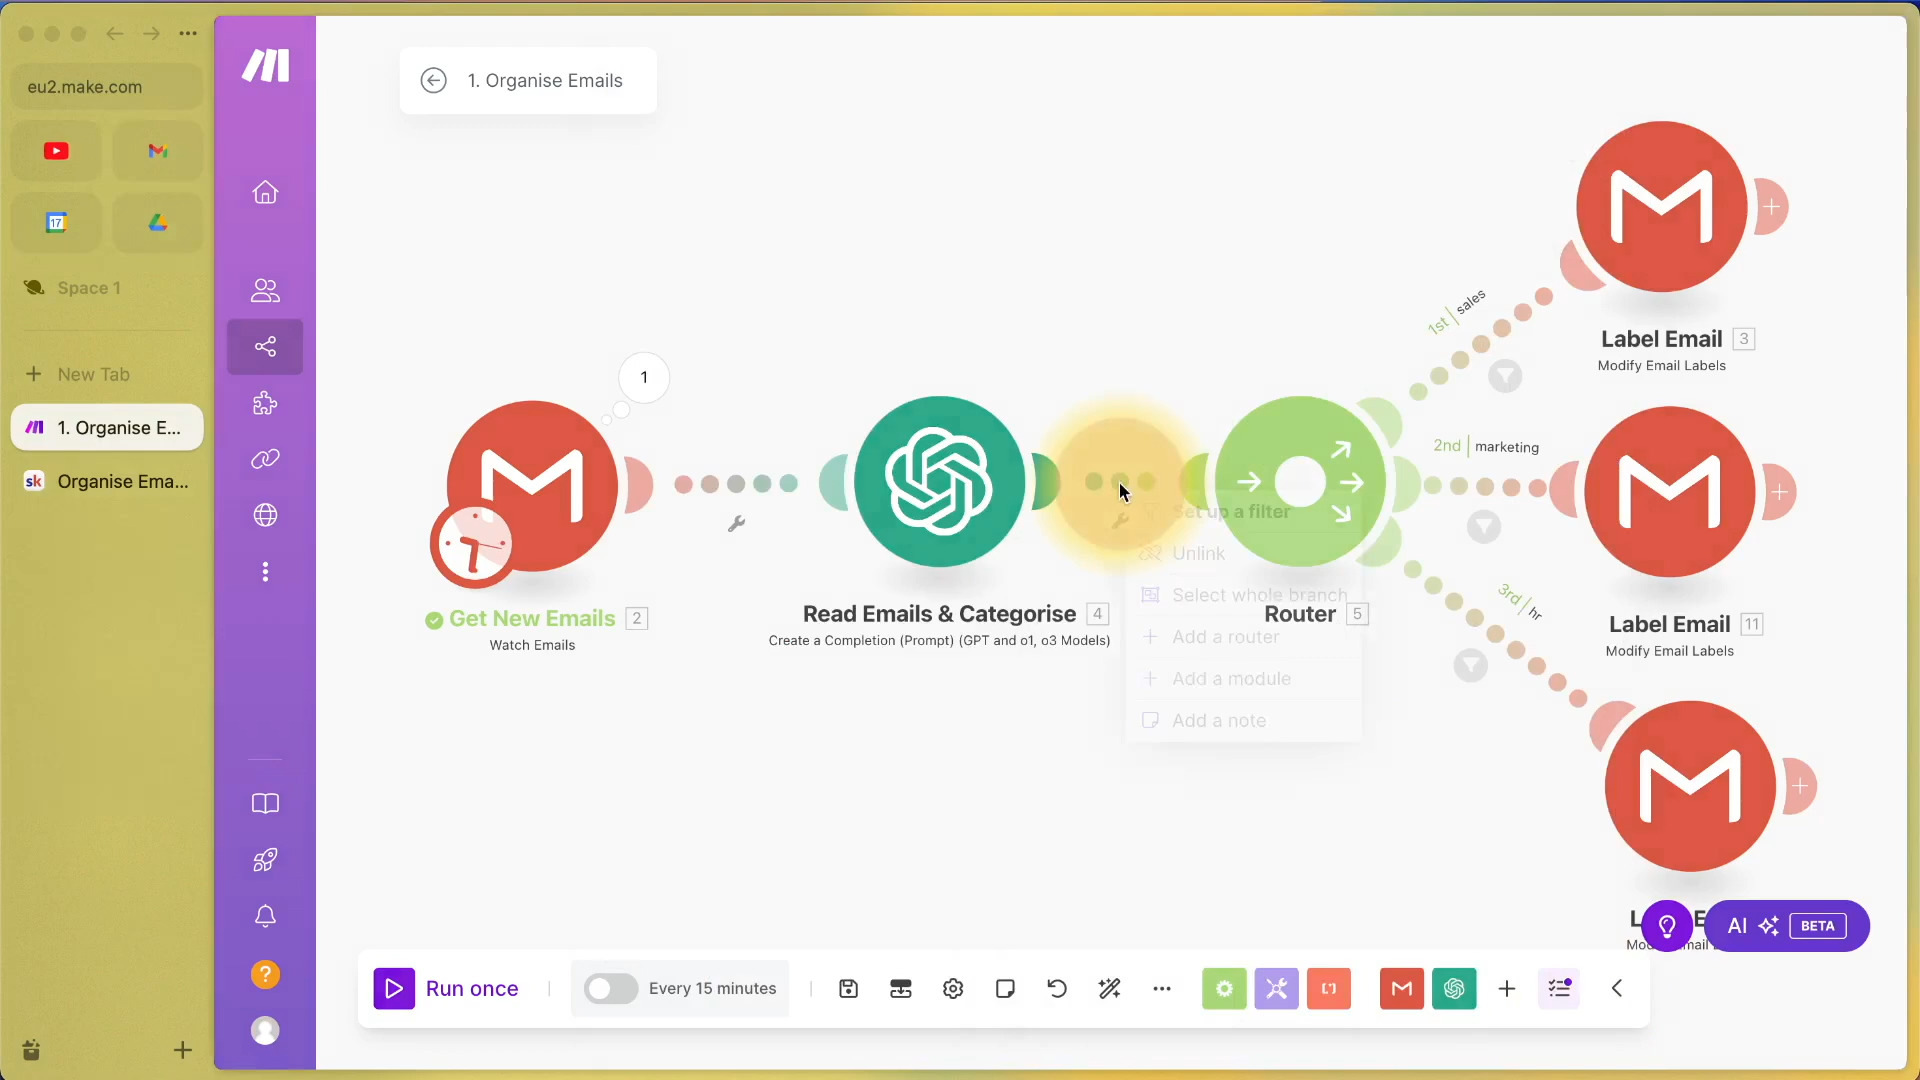 eu2.make.com
17
Space 1
New Tab
1. Organise E...
sk
Organise Ema...
1. Organise Emails
1
Get New Emails 2
Watch Emails
Read Emails & Categorise 4
Create a Completion (Prompt) (GPT and o1, o3 Models)
Set up a filter
Unlink
Select whole branch
Router 5
Add a router
Add a module
Add a note
1st | sales
2nd | marketing
3rd | hr
Label Email 3
Modify Email Labels
Label Email 11
Modify Email Labels
AI BETA
?
Run once
Every 15 minutes